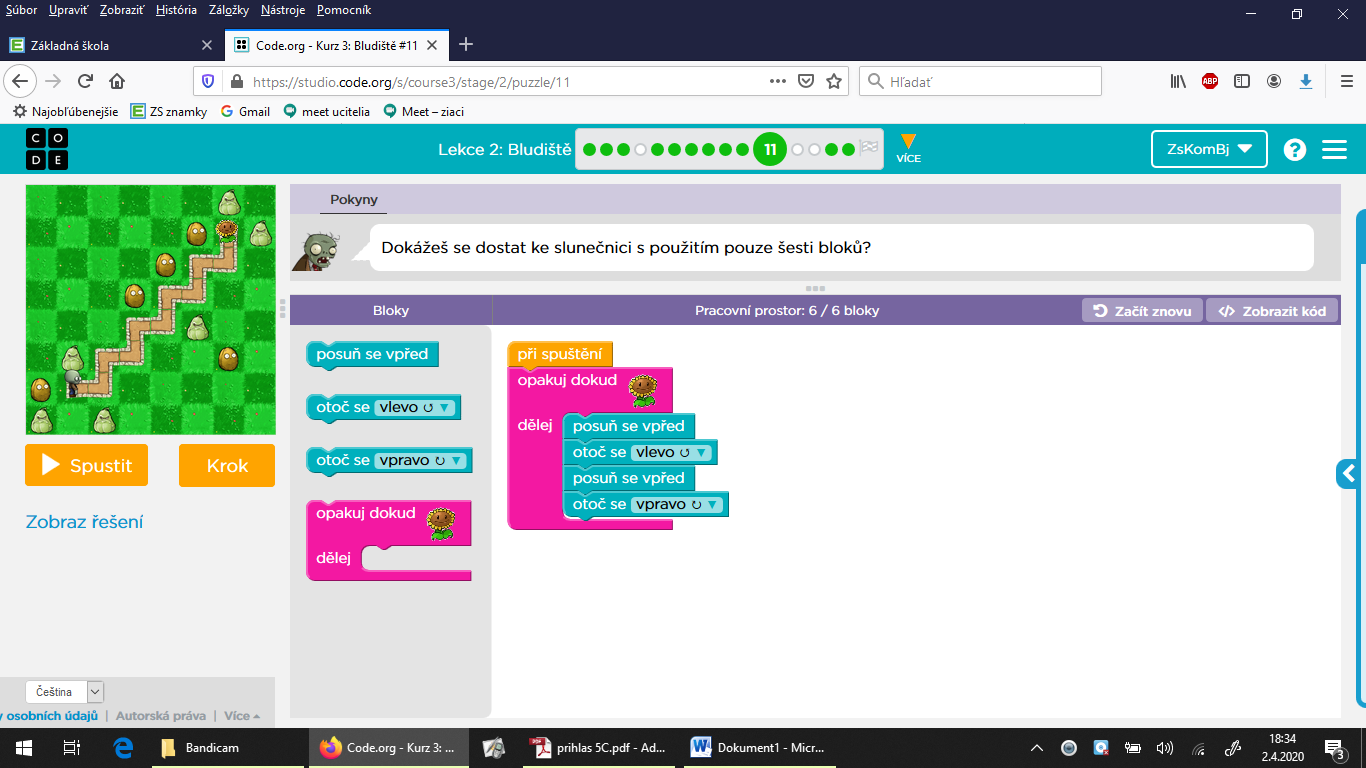 Súbor Upraviť Zobraziť História Záložky Nástroje Pomocník
Základná škola
Code.org - Kurz 3: Bludiště #11
https://studio.code.org/s/course3/stage/2/puzzle/11
Hľadať
ABP
Najobľúbenejšie ZS znamky Gmail meet ucitelia Meet – ziaci
CODE
Lekce 2: Bludiště
11
VÍCE
ZsKomBj
?
Pokyny
Dokážeš se dostat ke slunečnici s použitím pouze šesti bloků?
Bloky
Pracovní prostor: 6 / 6 bloky
Začít znovu
Zobrazit kód
posuň se vpřed
otoč se vlevo ↺
otoč se vpravo ↻
opakuj dokud
dělej
při spuštění
opakuj dokud
dělej
posuň se vpřed
otoč se vlevo ↺
posuň se vpřed
otoč se vpravo ↻
Spustit
Krok
Zobraz řešení
Čeština
y osobních údajů | Autorská práva | Více
Bandicam
Code.org - Kurz 3: ...
prihlas 5C.pdf - Ad...
Dokument1 - Micr...
18:34
2.4.2020
3